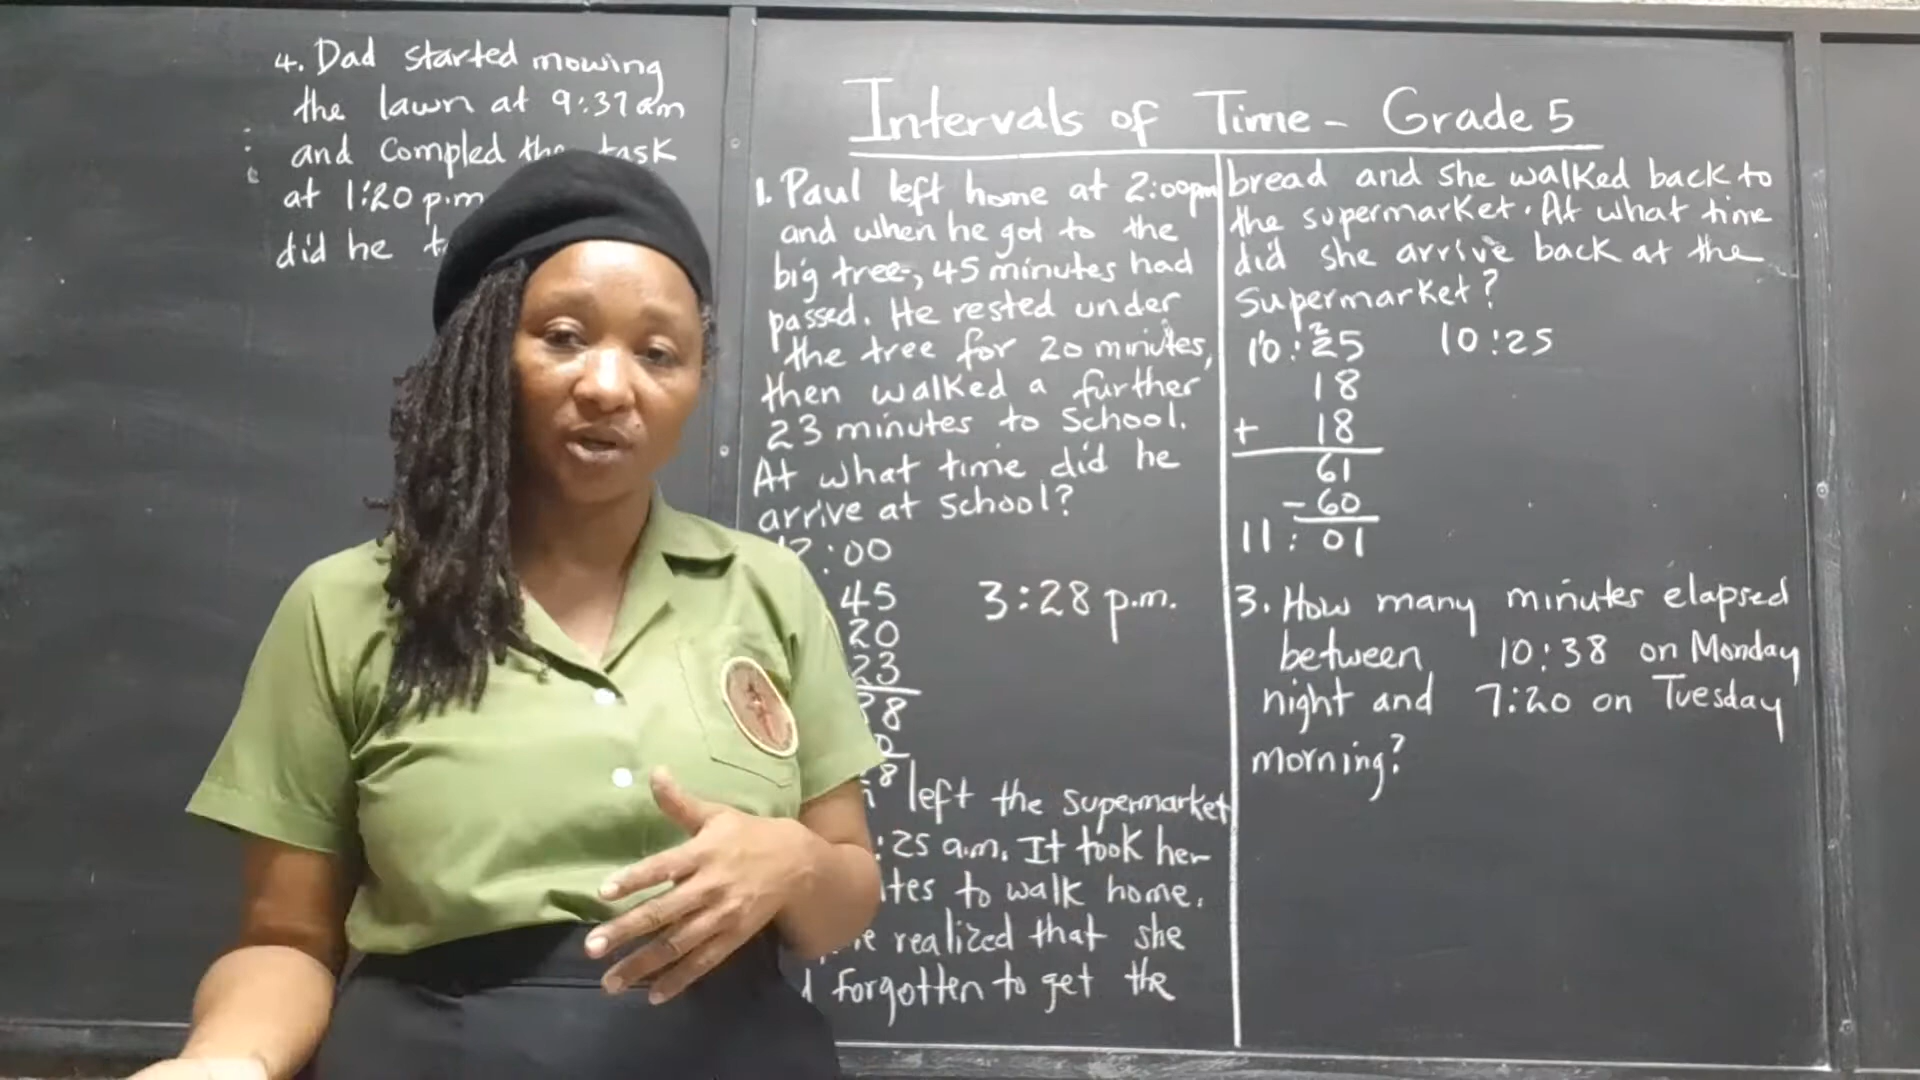 4. Dad started mowing
the lawn at 9:37 am
and Compled the task
at 1:20 p.m
did he
Intervals of Time - Grade 5
1. Paul left home at 2:00pm
and when he got to the
big tree, 45 minutes had
passed. He rested under
the tree for 20 minutes,
then walked a further
23 minutes to School.
At what time did he
arrive at School?
:00
45
20
23
8
8
3:28 p.m.
left the supermarket
:25 a.m. It took her
to walk home.
realized that she
forgotten to get the
bread and she walked back to
the supermarket. At what time
did she arrive back at the
Supermarket?
2
10:25
18
+ 18
61
-60
11:01
10:25
3. How many minutes elapsed
between 10:38 on Monday
night and 7:20 on Tuesday
morning?